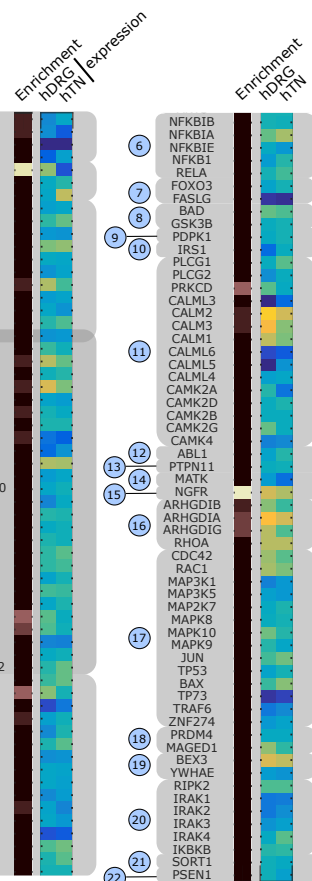 Enrichment
hDRG
hTN
expression
Enrichment
hDRG
hTN
0
2
6
NFKBIB
NFKBIA
NFKBIE
NFKB1
RELA
7
FOXO3
FASLG
8
BAD
GSK3B
9
PDPK1
10
IRS1
11
PLCG1
PLCG2
PRKCD
CALML3
CALM2
CALM3
CALM1
CALML6
CALML5
CALML4
CAMK2A
CAMK2D
CAMK2B
CAMK2G
CAMK4
12
ABL1
13
PTPN11
14
MATK
15
NGFR
16
ARHGDIB
ARHGDIA
ARHGDIG
RHOA
17
CDC42
RAC1
MAP3K1
MAP3K5
MAP2K7
MAPK8
MAPK10
MAPK9
JUN
TP53
BAX
TP73
TRAF6
ZNF274
18
PRDM4
MAGED1
19
BEX3
YWHAE
20
RIPK2
IRAK1
IRAK2
IRAK3
IRAK4
IKBKB
21
SORT1
22
PSEN1